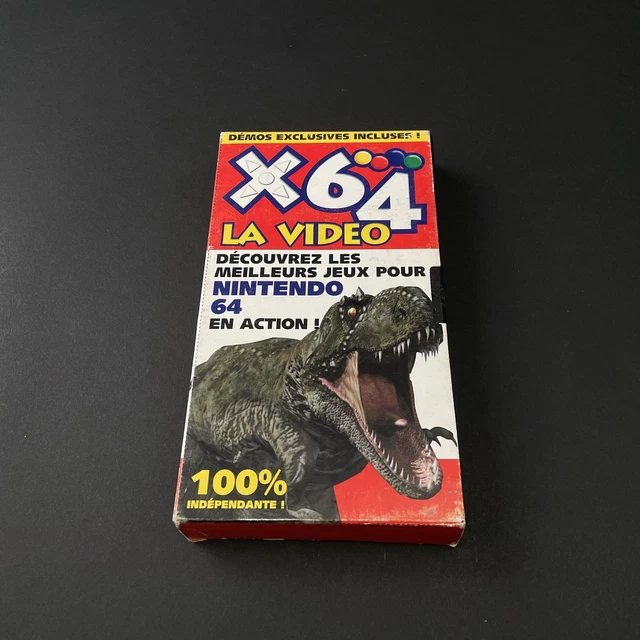 DÉMOS EXCLUSIVES INCLUSES !
X64
LA VIDEO
DÉCOUVREZ LES
MEILLEURS JEUX POUR
NINTENDO
64
EN ACTION !
100%
INDÉPENDANTE !